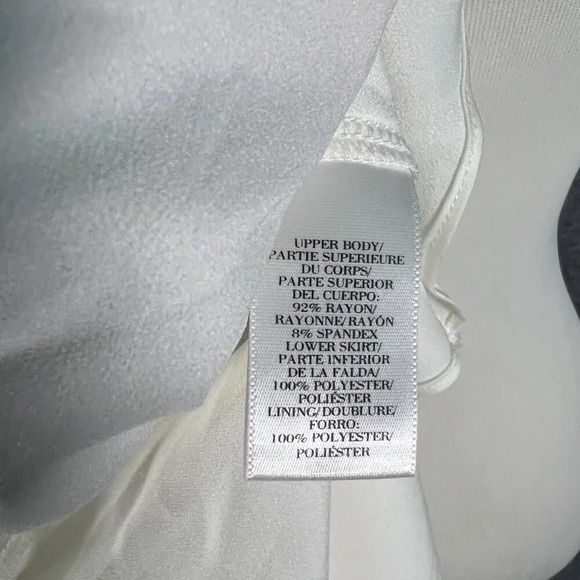 UPPER BODY/
PARTIE SUPERIEURE
DU CORPS/
PARTE SUPERIOR
DEL CUERPO:
92% RAYON/
RAYONNE/RAYÓN
8% SPANDEX
LOWER SKIRT/
PARTE INFERIOR
DE LA FALDA/
100% POLYESTER/
POLIÉSTER
LINING/DOUBLURE/
FORRO:
100% POLYESTER/
POLIÉSTER